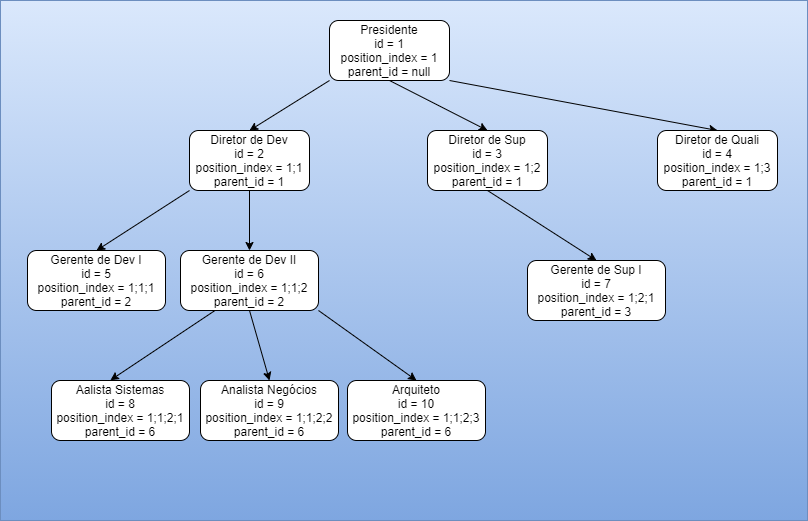 Presidente
id = 1
position_index = 1
parent_id = null
Diretor de Dev
id = 2
position_index = 1;1
parent_id = 1
Diretor de Sup
id = 3
position_index = 1;2
parent_id = 1
Diretor de Quali
id = 4
position_index = 1;3
parent_id = 1
Gerente de Dev I
id = 5
position_index = 1;1;1
parent_id = 2
Gerente de Dev II
id = 6
position_index = 1;1;2
parent_id = 2
Gerente de Sup I
id = 7
position_index = 1;2;1
parent_id = 3
Aalista Sistemas
id = 8
position_index = 1;1;2;1
parent_id = 6
Analista Negócios
id = 9
position_index = 1;1;2;2
parent_id = 6
Arquiteto
id = 10
position_index = 1;1;2;3
parent_id = 6